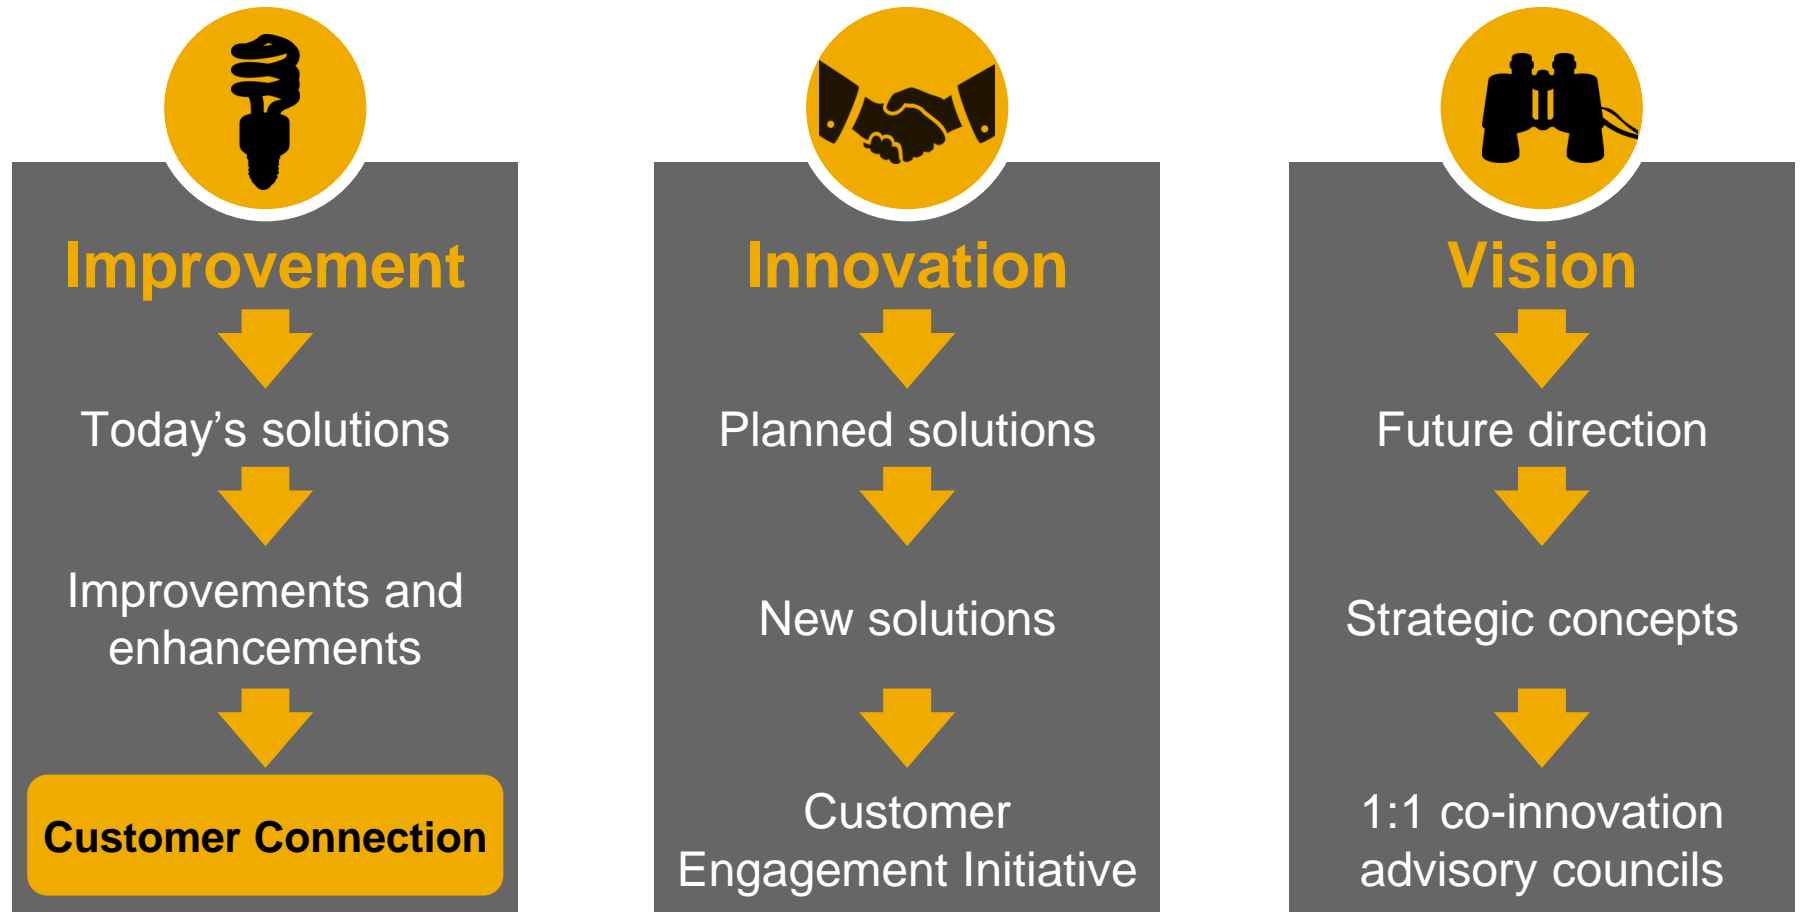 Improvement
Today’s solutions
Improvements and
enhancements
Customer Connection
Innovation
Planned solutions
New solutions
Customer
Engagement Initiative
Vision
Future direction
Strategic concepts
1:1 co-innovation
advisory councils